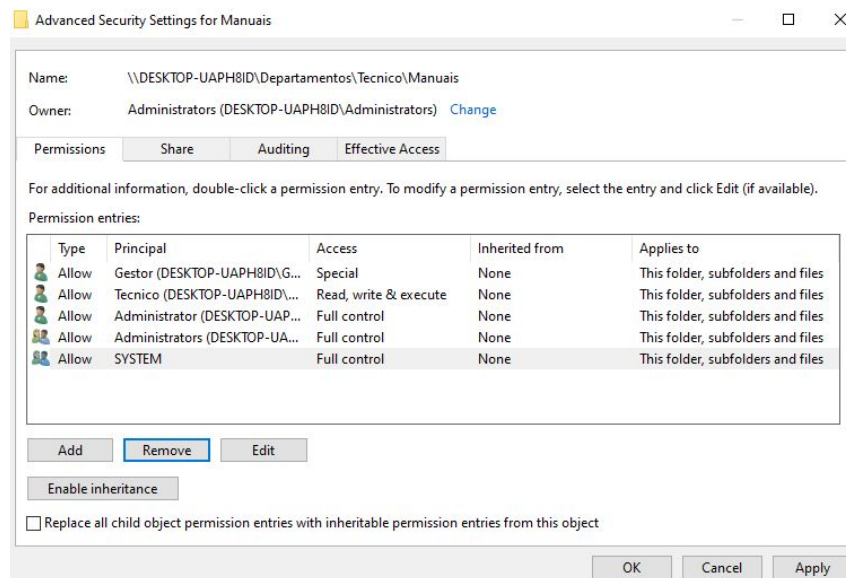 Advanced Security Settings for Manuais
Name: \\DESKTOP-UAPH8ID\Departamentos\Tecnico\Manuais
Owner: Administrators (DESKTOP-UAPH8ID\Administrators) Change
Permissions Share Auditing Effective Access
For additional information, double-click a permission entry. To modify a permission entry, select the entry and click Edit (if available).
Permission entries:
Type Principal Access Inherited from Applies to
Allow Gestor (DESKTOP-UAPH8ID\G... Special None This folder, subfolders and files
Allow Tecnico (DESKTOP-UAPH8ID\... Read, write & execute None This folder, subfolders and files
Allow Administrator (DESKTOP-UAP... Full control None This folder, subfolders and files
Allow Administrators (DESKTOP-UA... Full control None This folder, subfolders and files
Allow SYSTEM Full control None This folder, subfolders and files
Add Remove Edit
Enable inheritance
Replace all child object permission entries with inheritable permission entries from this object
OK Cancel Apply